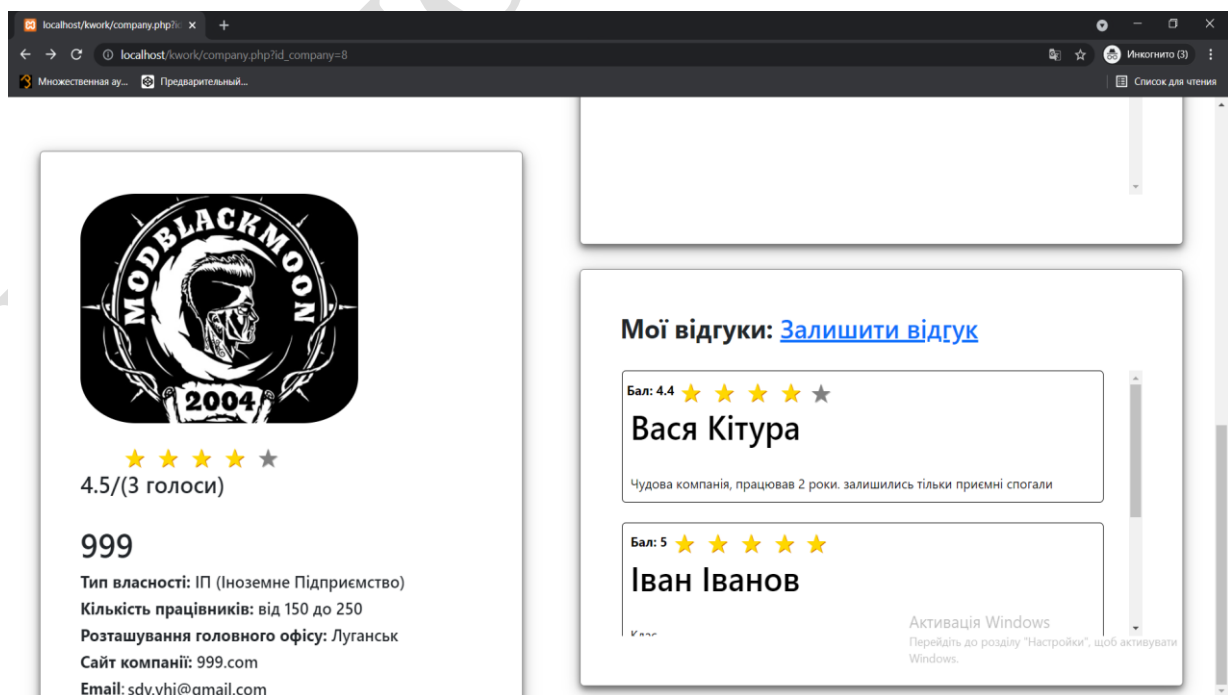 localhost/kwork/company.php?ic
localhost/kwork/company.php?id_company=8
Инкогнито (3)
Множественная ау...
Предварительный...
Список для чтения
MODBLACKMOON
2004
4.5/(3 голоси)
999
Тип власності: ІП (Іноземне Підприємство)
Кількість працівників: від 150 до 250
Розташування головного офісу: Луганськ
Сайт компанії: 999.com
Email: sdv.vhi@gmail.com
Мої відгуки: Залишити відгук
Бал: 4.4
Вася Кітура
Чудова компанія, працював 2 роки. залишились тільки приємні спогали
Бал: 5
Іван Іванов
Клас
Активація Windows
Перейдіть до розділу "Настройки", щоб активувати
Windows.